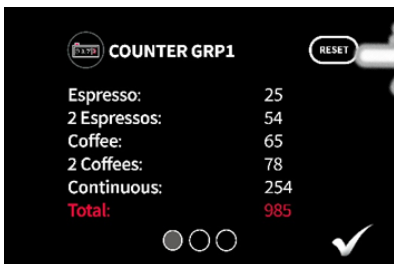 COUNTER GRP1
RESET
Espresso: 25
2 Espressos: 54
Coffee: 65
2 Coffees: 78
Continuous: 254
Total: 985